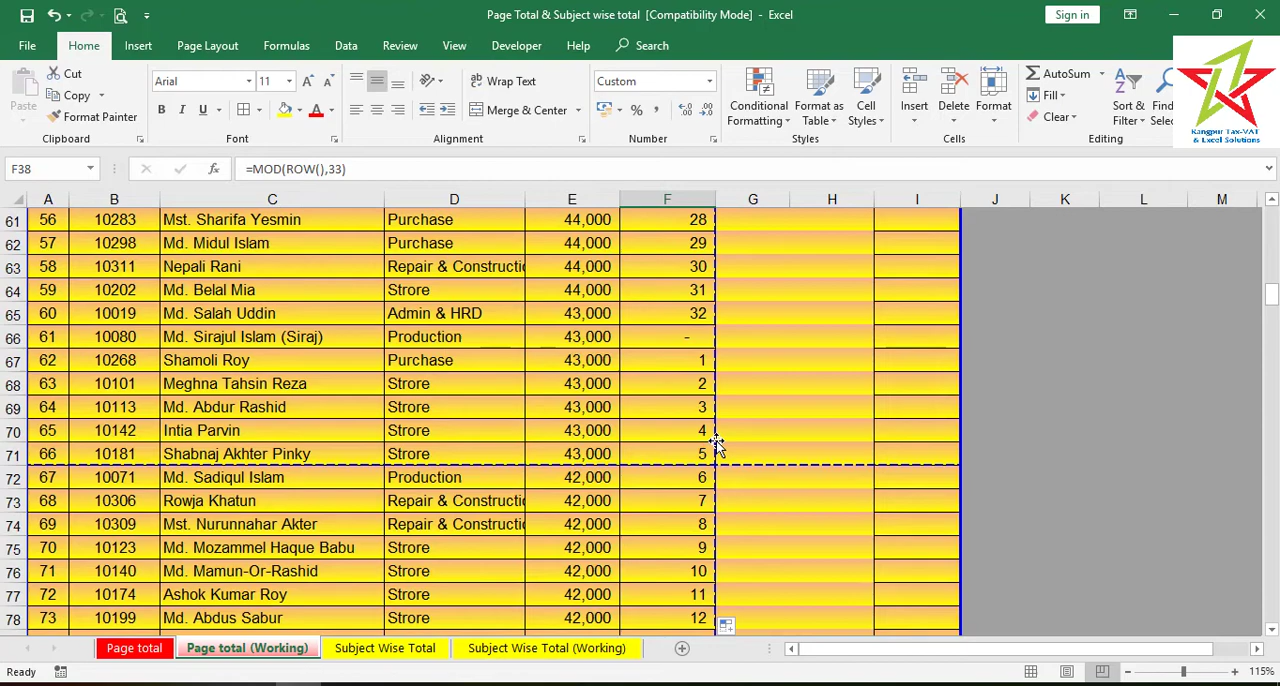 Page Total & Subject wise total [Compatibility Mode] - Excel
Sign in
File Home Insert Page Layout Formulas Data Review View Developer Help Search
Paste
Cut
Copy
Format Painter
Clipboard
Arial 11
B I U
Font
Wrap Text
Merge & Center
Alignment
Custom
Number
Conditional Formatting
Format as Table
Cell Styles
Styles
Insert Delete Format
Cells
AutoSum
Fill
Clear
Sort & Filter
Editing
Rangpur Tax-VAT
& Excel Solutions
F38 fx =MOD(ROW(),33)
A B C D E F G H I J K L M
61 56 10283 Mst. Sharifa Yesmin Purchase 44,000 28
62 57 10298 Md. Midul Islam Purchase 44,000 29
63 58 10311 Nepali Rani Repair & Constructio 44,000 30
64 59 10202 Md. Belal Mia Strore 44,000 31
65 60 10019 Md. Salah Uddin Admin & HRD 43,000 32
66 61 10080 Md. Sirajul Islam (Siraj) Production 43,000 -
67 62 10268 Shamoli Roy Purchase 43,000 1
68 63 10101 Meghna Tahsin Reza Strore 43,000 2
69 64 10113 Md. Abdur Rashid Strore 43,000 3
70 65 10142 Intia Parvin Strore 43,000 4
71 66 10181 Shabnaj Akhter Pinky Strore 43,000 5
72 67 10071 Md. Sadiqul Islam Production 42,000 6
73 68 10306 Rowja Khatun Repair & Constructio 42,000 7
74 69 10309 Mst. Nurunnahar Akter Repair & Constructio 42,000 8
75 70 10123 Md. Mozammel Haque Babu Strore 42,000 9
76 71 10140 Md. Mamun-Or-Rashid Strore 42,000 10
77 72 10174 Ashok Kumar Roy Strore 42,000 11
78 73 10199 Md. Abdus Sabur Strore 42,000 12
Page total Page total (Working) Subject Wise Total Subject Wise Total (Working)
Ready 115%